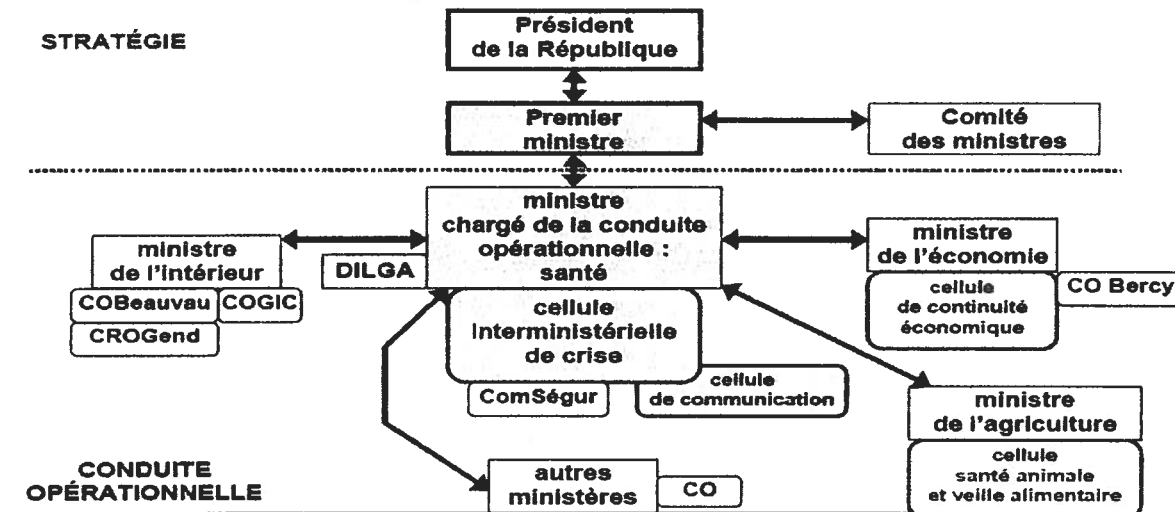 STRATÉGIE
Président
de la République
Premier
ministre
Comité
des ministres
ministre
chargé de la conduite
opérationnelle :
santé
ministre
de l'intérieur
DILGA
COBeauvau
COGIC
CROGend
ministre
de l'économie
cellule
de continuité
économique
CO Bercy
cellule
interministérielle
de crise
ComSégur
cellule
de communication
ministre
de l'agriculture
cellule
santé animale
et veille alimentaire
autres
ministères
CO
CONDUITE
OPÉRATIONNELLE